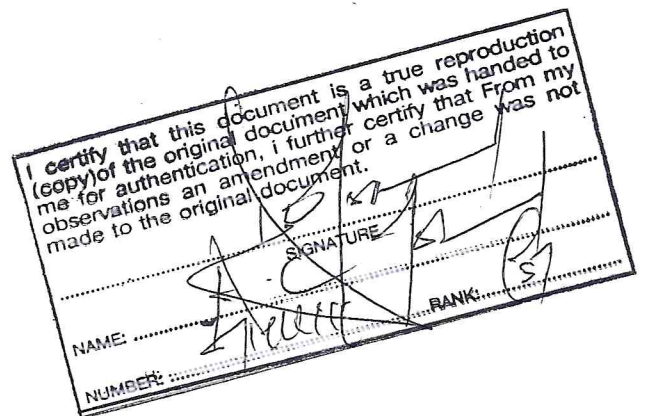 I certify that this document is a true reproduction
(copy)of the original document which was handed to
me for authentication, i further certify that From my
observations an amendment or a change was not
made to the original document.
SIGNATURE
NAME:
RANK:
NUMBER: